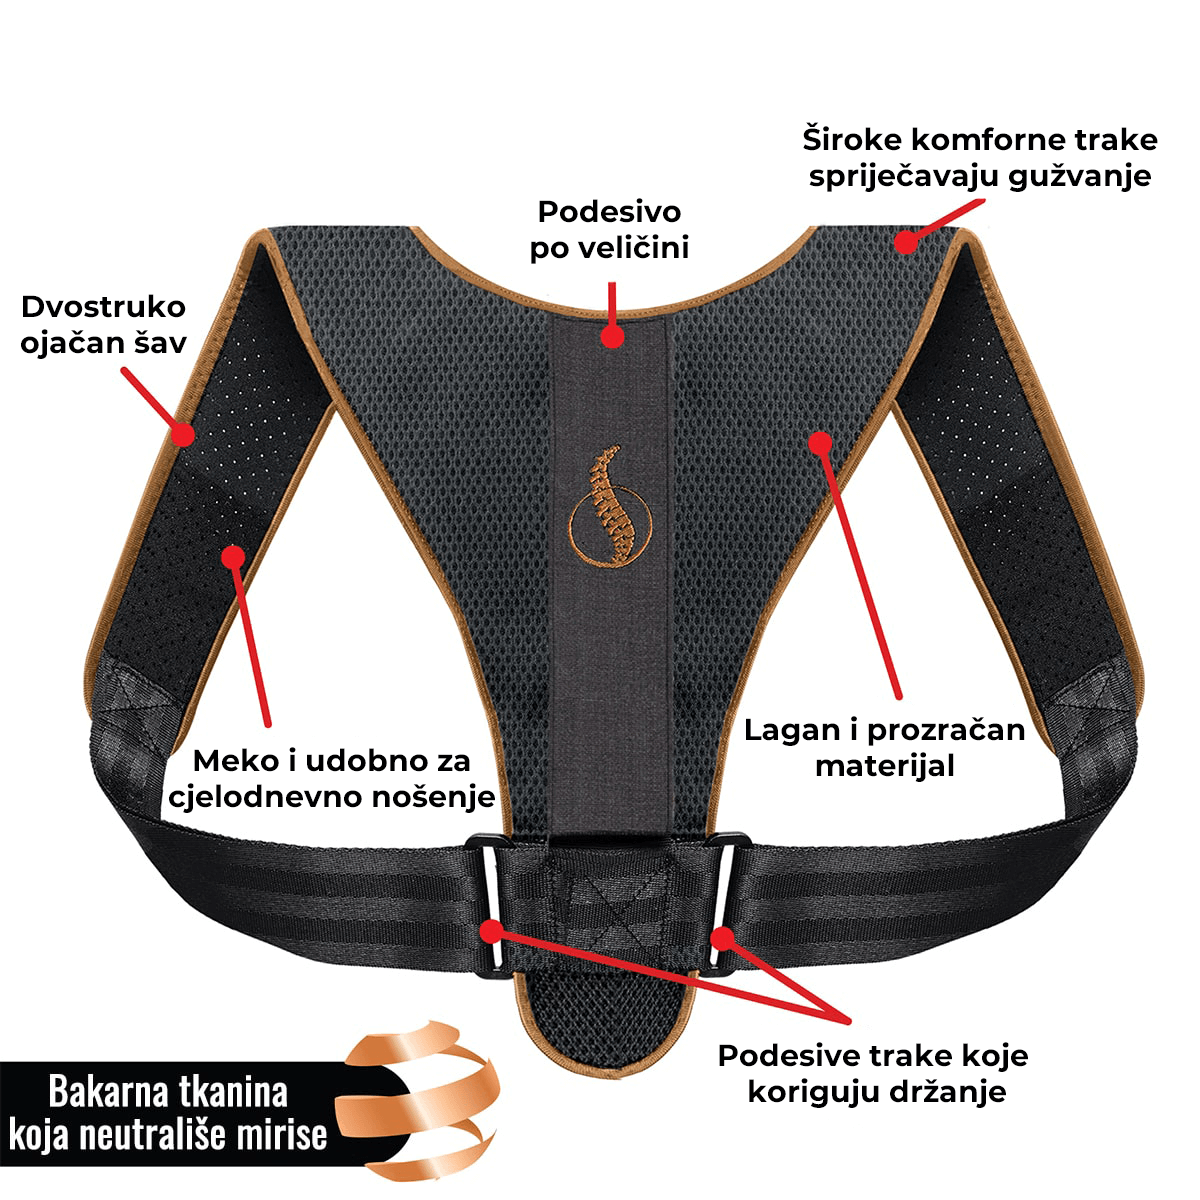 Široke komforne trake
spriječavaju gužvanje
Podesivo
po veličini
Dvostruko
ojačan šav
Lagan i prozračan
materijal
Meko i udobno za
cjelodnevno nošenje
Podesive trake koje
koriguju držanje
Bakarna tkanina
koja neutrališe mirise